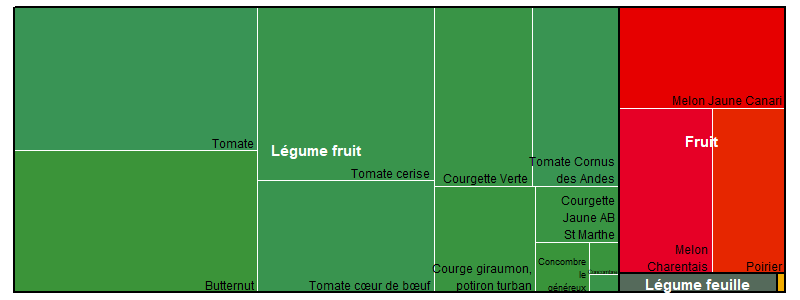 Tomate
Butternut
Légume fruit
Tomate cerise
Tomate cœur de bœuf
Courgette Verte
Tomate Cornus
des Andes
Courge giraumon,
potiron turban
Courgette
Jaune AB
St Marthe
Concombre
le
généreux
Concombre
Melon Jaune Canari
Fruit
Melon
Charentais
Poirier
Légume feuille